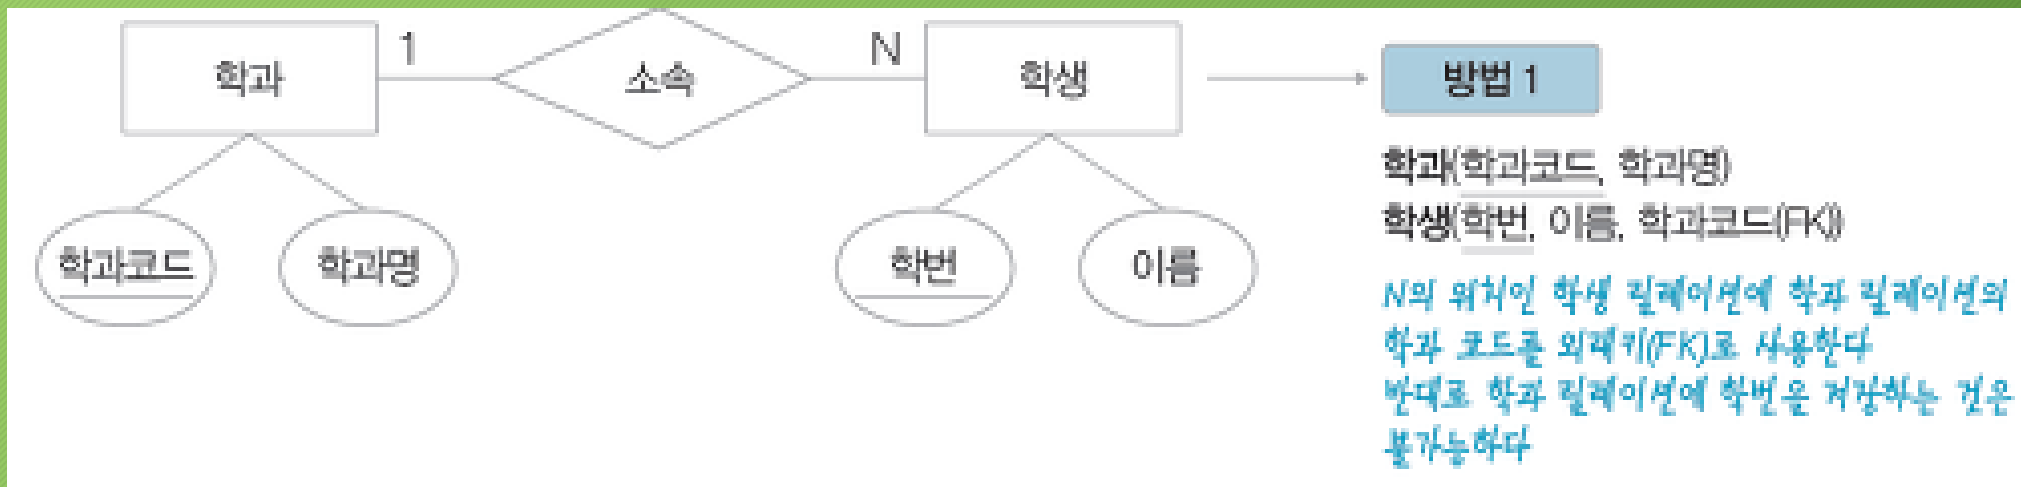 학과
1
소속
N
학생
방법 1
학과코드
학과명
학번
이름
학과(학과코드, 학과명)
학생(학번, 이름, 학과코드(FK))
N의 위치인 학생 릴레이션에 학과 릴레이션의
학과 코드를 외래키(FK)로 사용한다
반대로 학과 릴레이션에 학번을 저장하는 것은
불가능하다